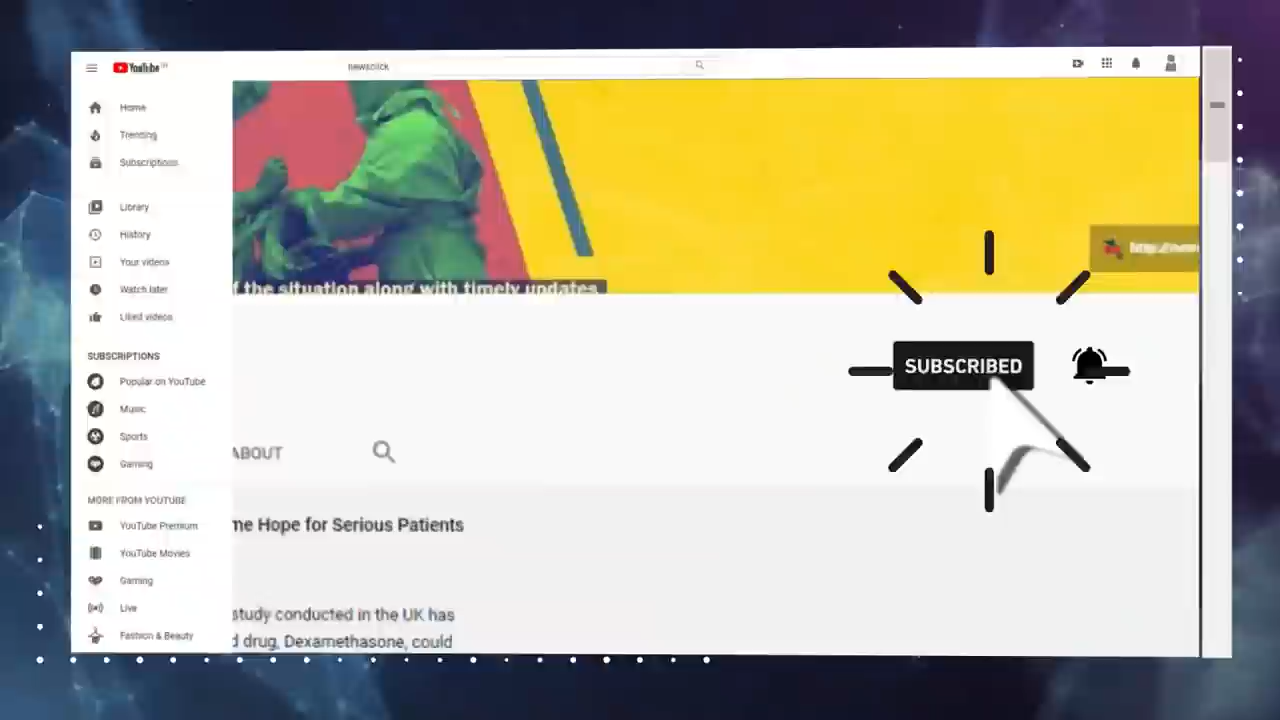 YouTube IN
newsclick
Home
Trending
Subscriptions
Library
History
Your videos
Watch later
Liked videos
SUBSCRIPTIONS
Popular on YouTube
Music
Sports
Gaming
MORE FROM YOUTUBE
YouTube Premium
YouTube Movies
Gaming
Live
Fashion & Beauty
f the situation along with timely updates
SUBSCRIBED
ABOUT
me Hope for Serious Patients
study conducted in the UK has
d drug, Dexamethasone, could